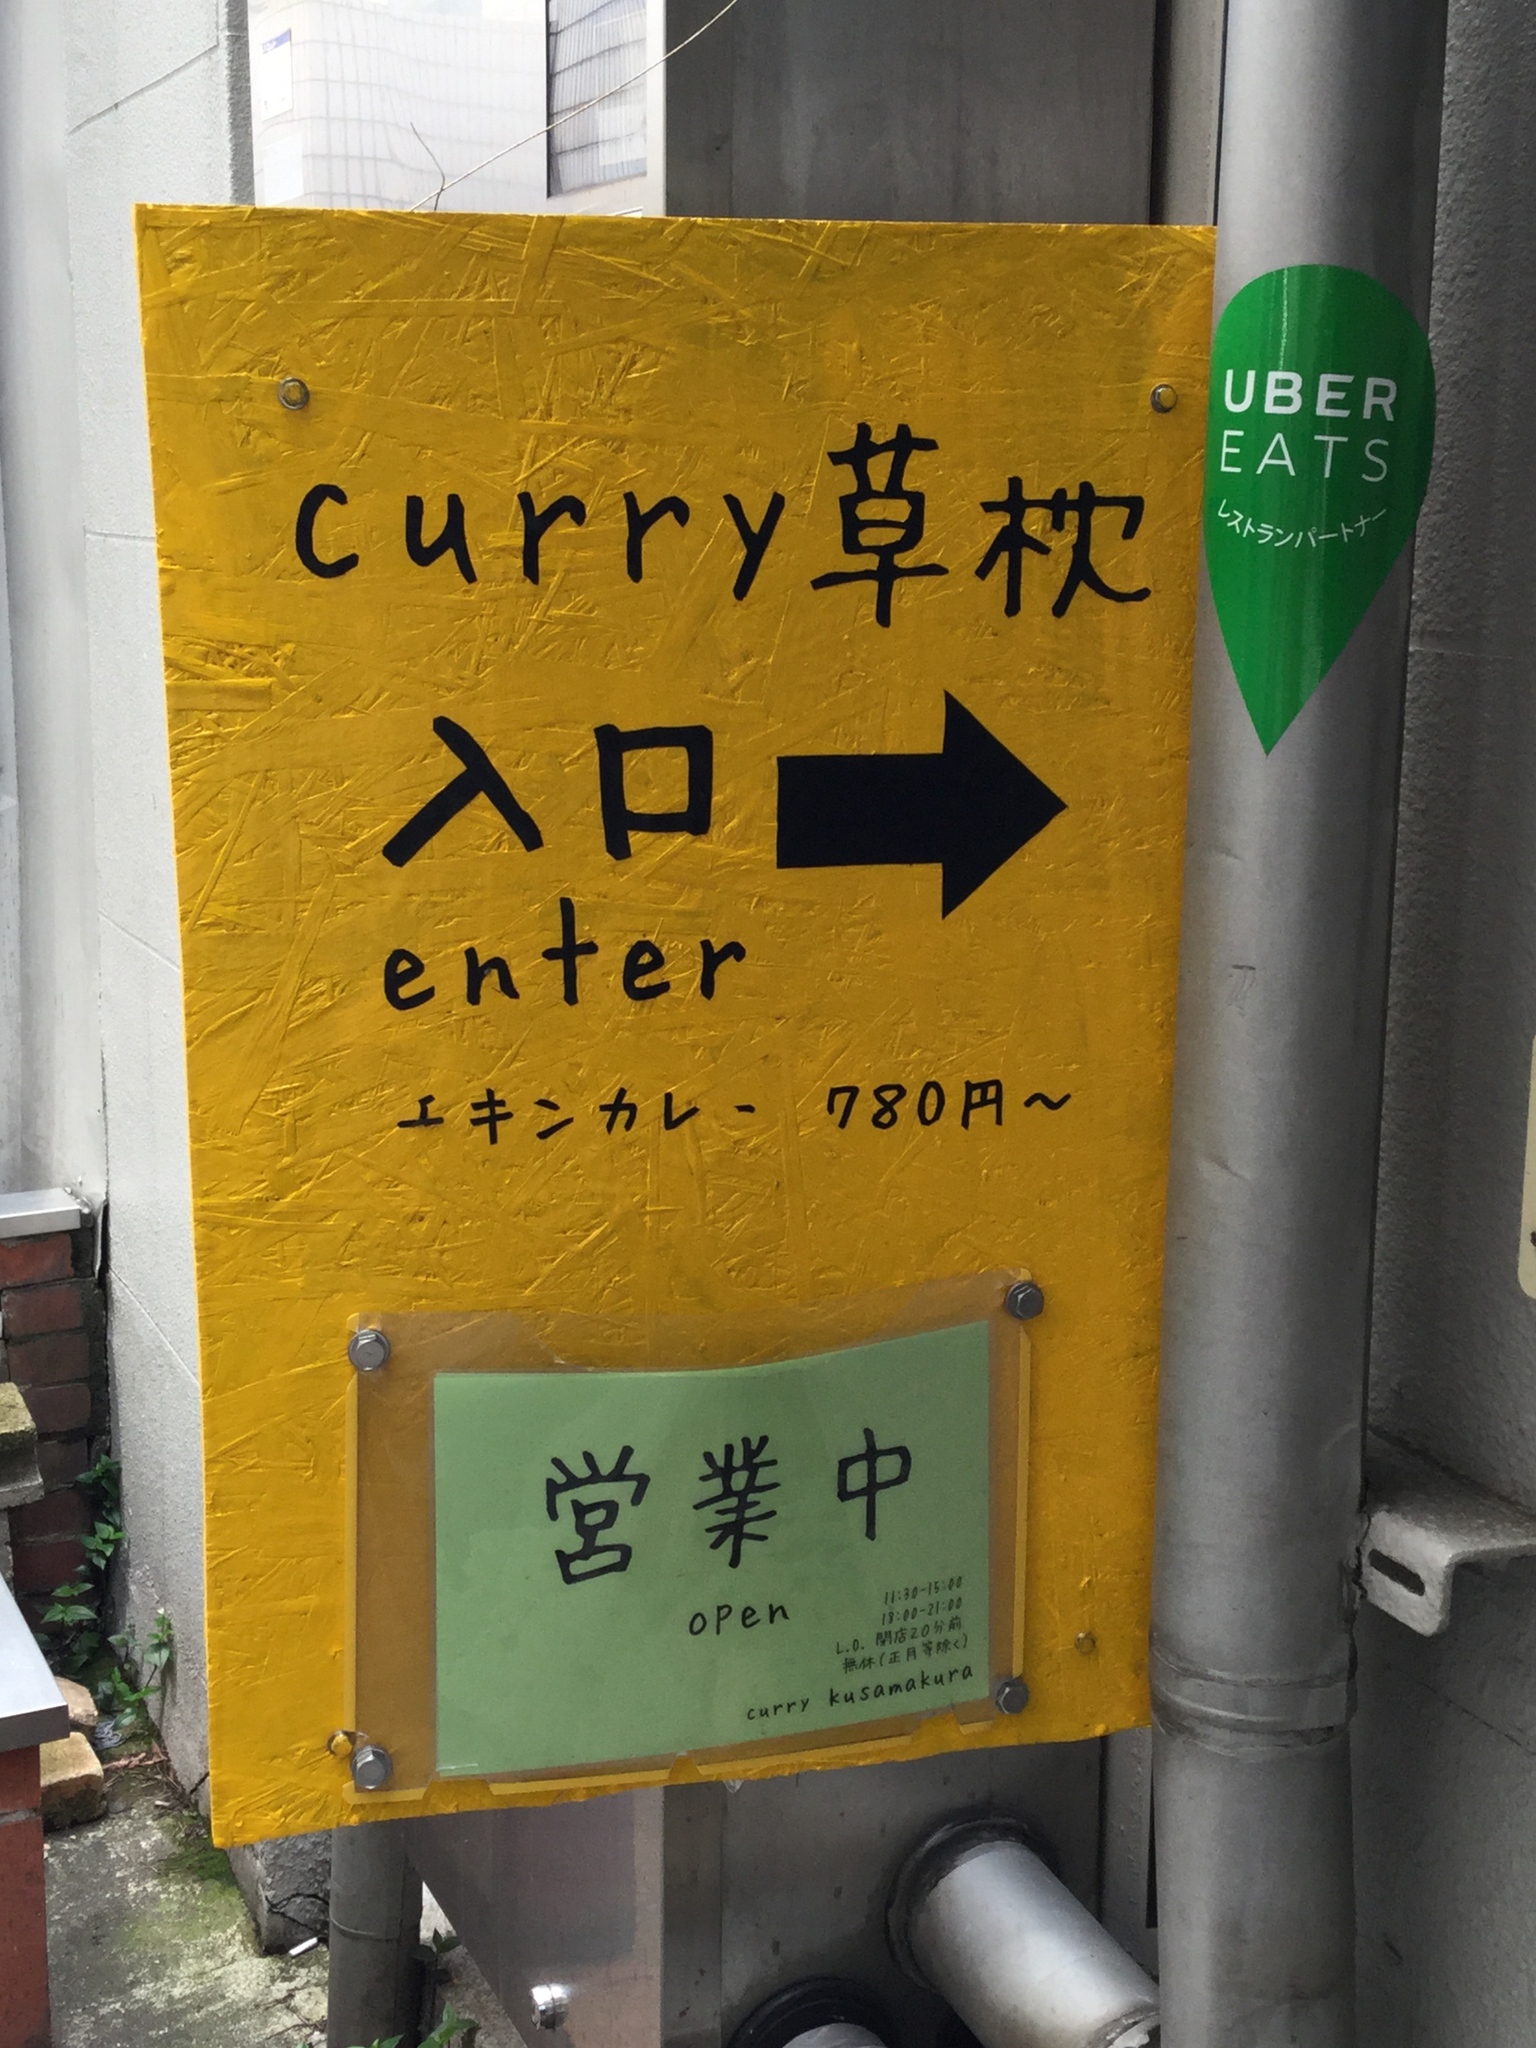 curry草枕
入口
enter
エキンカレー 780円〜
営業中
open
11:30-15:00
18:00-21:00
L.O. 閉店20分前
無休(正月等除く)
curry kusamakura
UBER
EATS
レストランパートナー